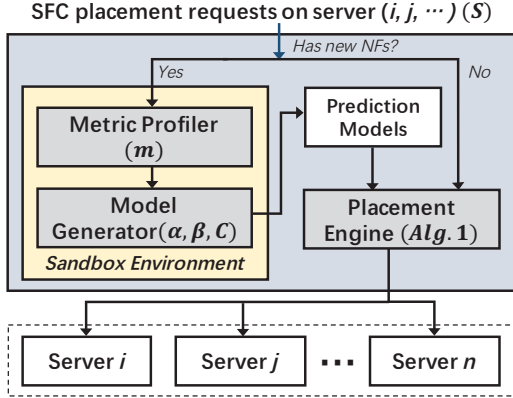 SFC placement requests on server (i, j, ⋯) (S)
Has new NFs?
Yes
No
Metric Profiler
(m)
Model
Generator(α, β, C)
Sandbox Environment
Prediction
Models
Placement
Engine (Alg. 1)
Server i
Server j
•••
Server n